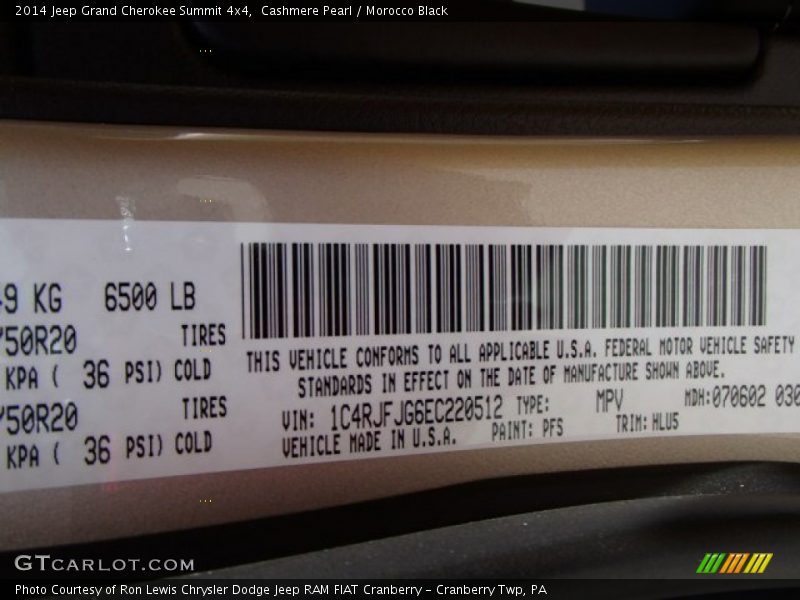 2014 Jeep Grand Cherokee Summit 4x4,  Cashmere Pearl / Morocco Black
KG 6500 LB
50R20 TIRES
KPA ( 36 PSI) COLD
50R20 TIRES
KPA ( 36 PSI) COLD
THIS VEHICLE CONFORMS TO ALL APPLICABLE U.S.A. FEDERAL MOTOR VEHICLE SAFETY
STANDARDS IN EFFECT ON THE DATE OF MANUFACTURE SHOWN ABOVE.
VIN: 1C4RJFJG6EC220512 TYPE: MPV MDH:070602 030
VEHICLE MADE IN U.S.A. PAINT: PFS TRIM: HLU5
GTCARLOT.COM
Photo Courtesy of Ron Lewis Chrysler Dodge Jeep RAM FIAT Cranberry – Cranberry Twp, PA